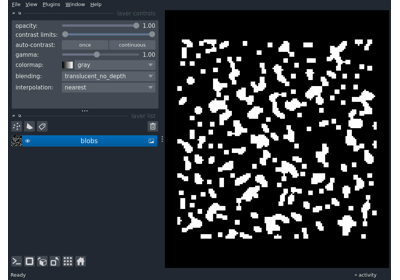 File View Plugins Window Help
layer controls
opacity: 1.00
contrast limits:
auto-contrast: once continuous
gamma: 1.00
colormap: gray
blending: translucent_no_depth
interpolation: nearest
layer list
blobs
Ready
activity